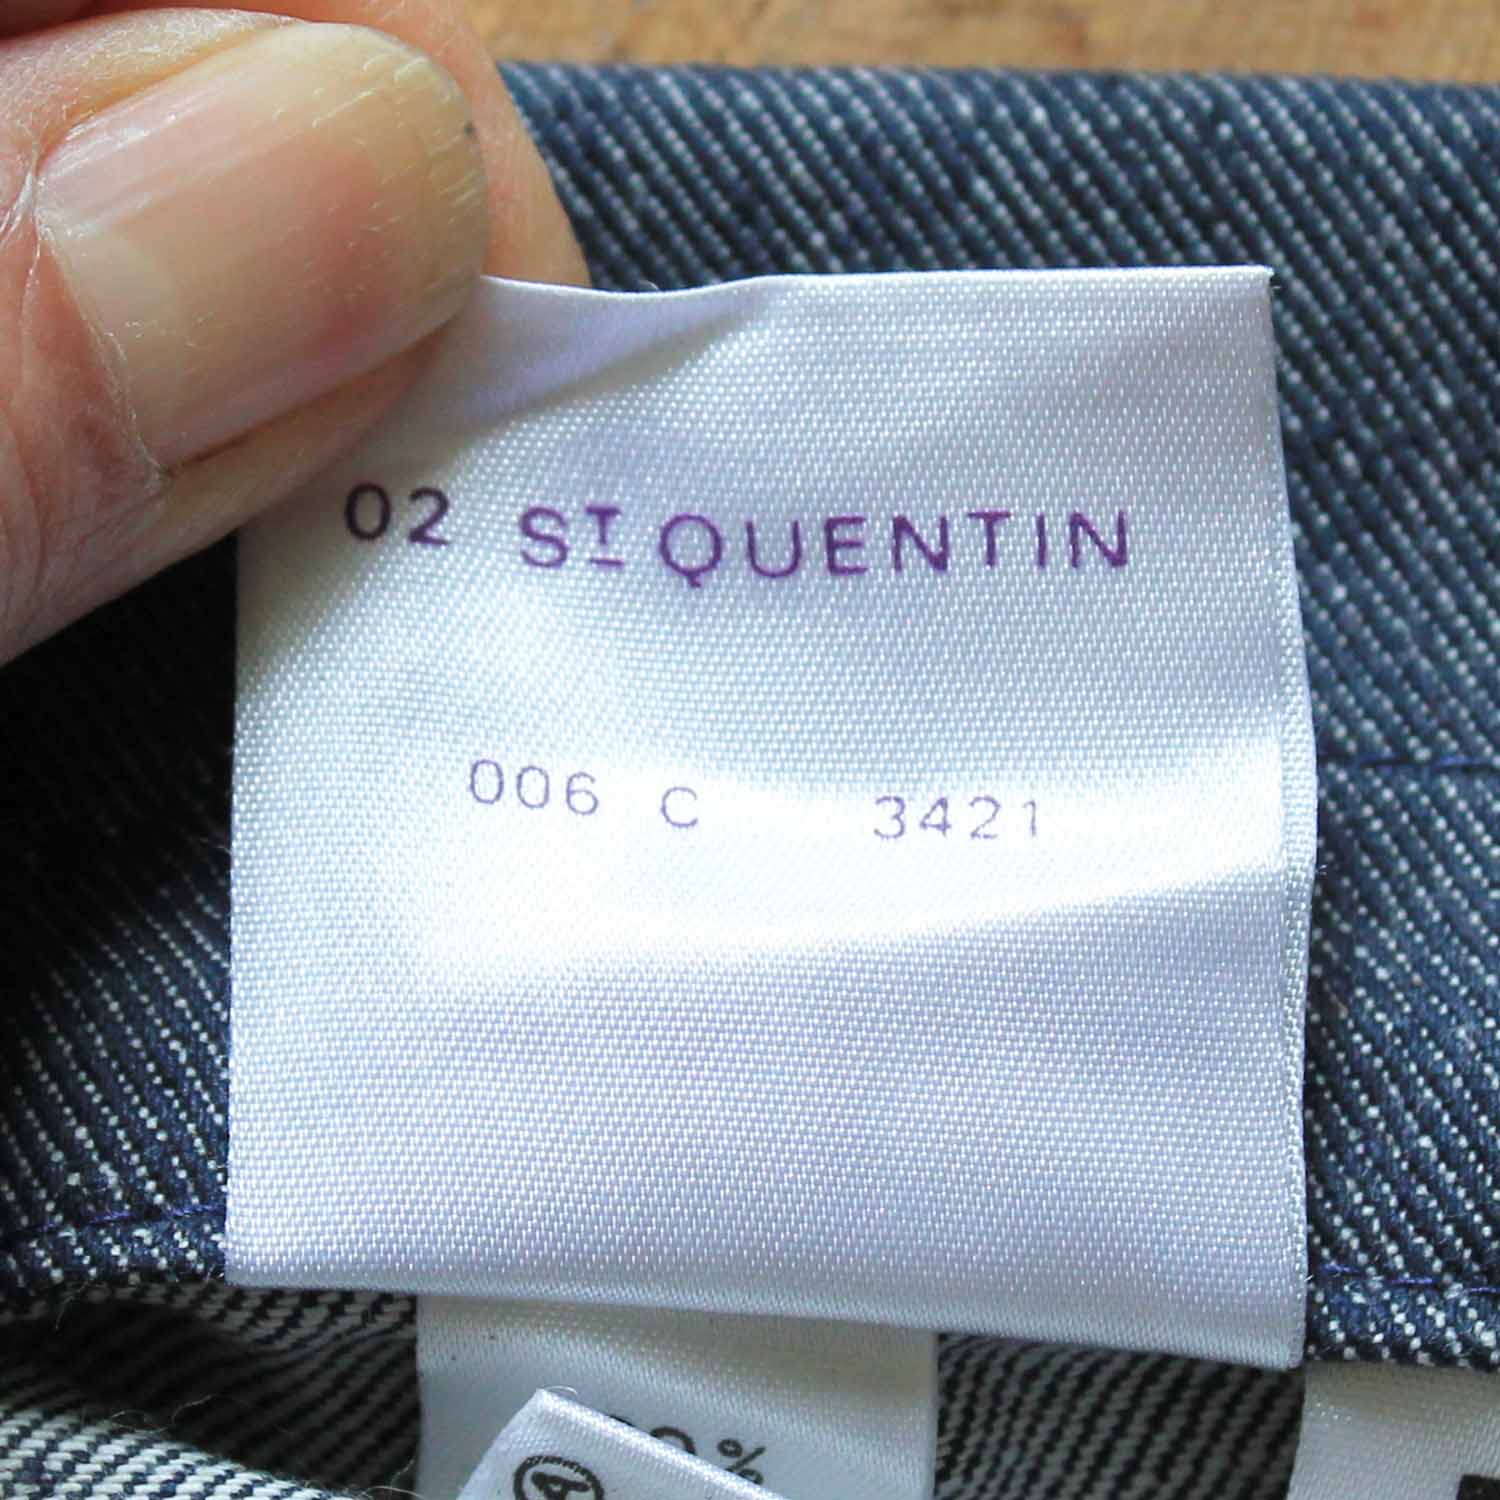 02 ST QUENTIN
006 C 3421
%
A